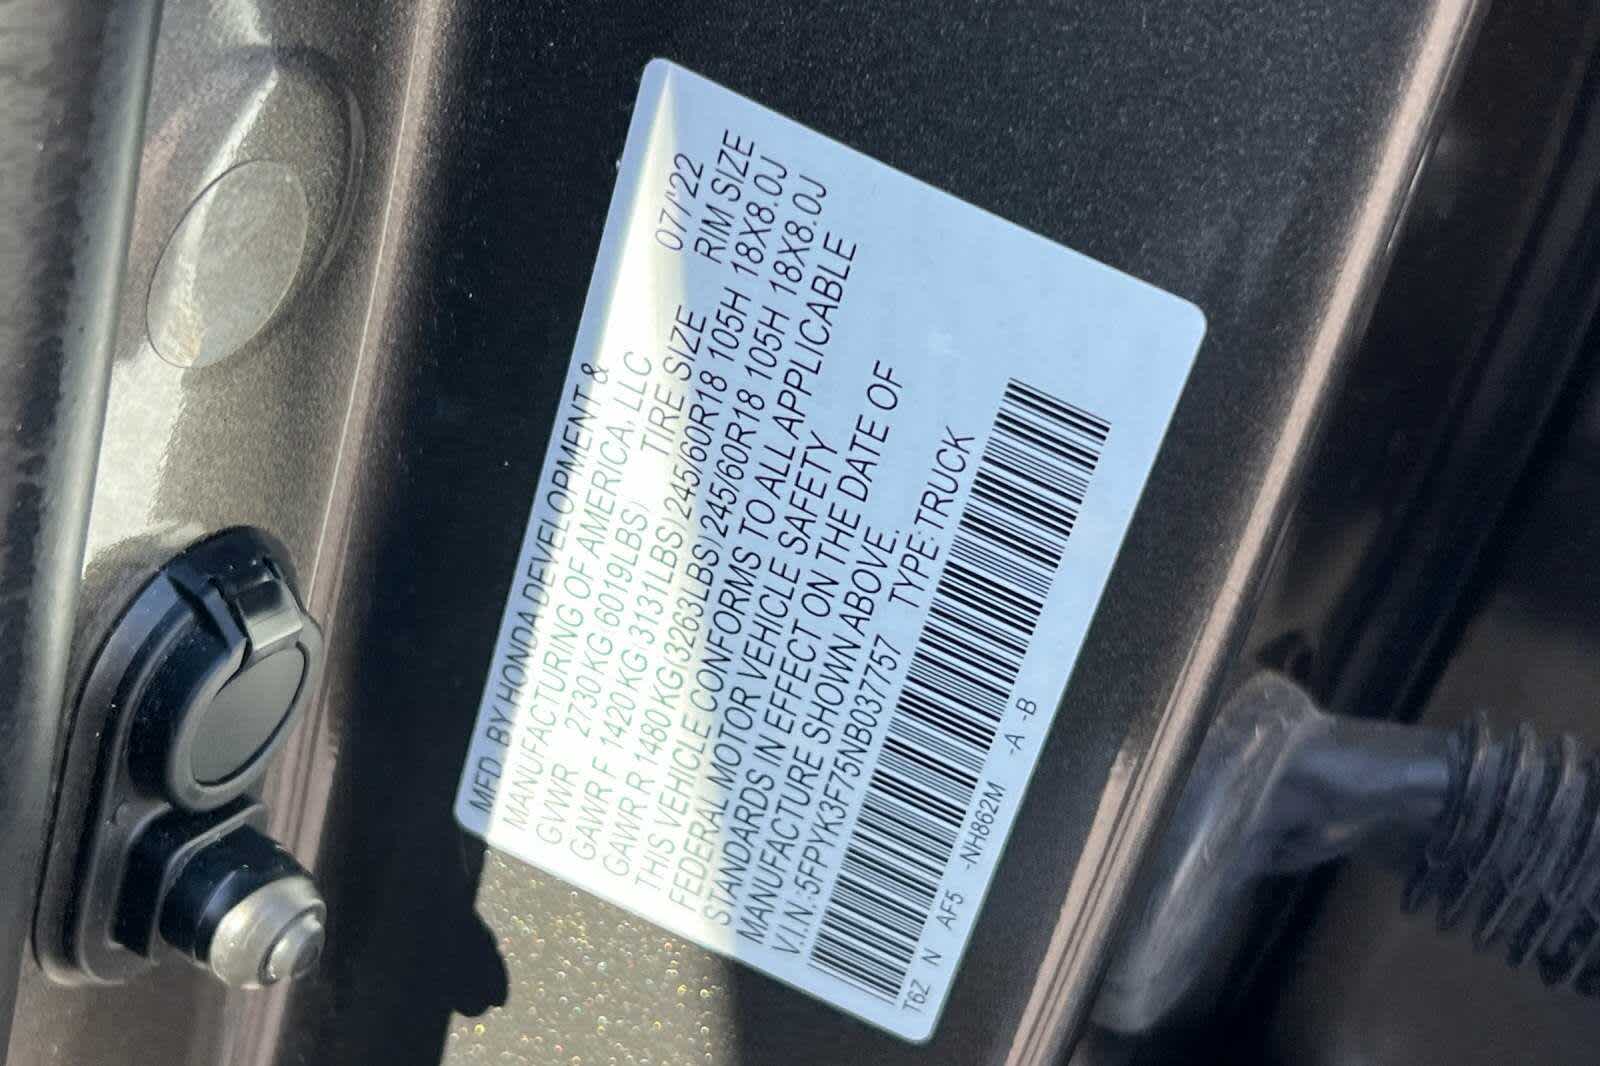 MFD BY HONDA DEVELOPMENT &
MANUFACTURING OF AMERICA, LLC 07/'22
GVWR 2730 KG (6019LBS) TIRE SIZE RIM SIZE
GAWR F 1420 KG (3131LBS) 245/60R18 105H 18X8.0J
GAWR R 1480 KG (3263LBS) 245/60R18 105H 18X8.0J
THIS VEHICLE CONFORMS TO ALL APPLICABLE
FEDERAL MOTOR VEHICLE SAFETY
STANDARDS IN EFFECT ON THE DATE OF
MANUFACTURE SHOWN ABOVE.
V.I.N.:5FPYK3F75NB037757 TYPE:TRUCK
T6Z N AF5 -NH862M -A -B